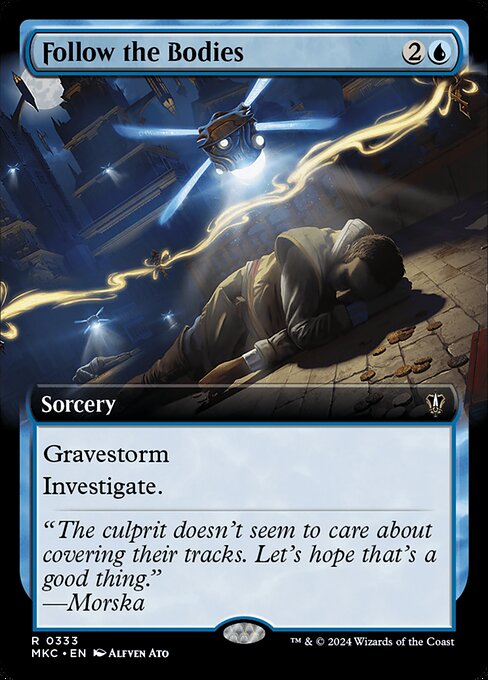 Follow the Bodies 2
Sorcery
Gravestorm
Investigate.
“The culprit doesn’t seem to care about
covering their tracks. Let’s hope that’s a
good thing.”
—Morska
R 0333
MKC • EN Alfven Ato
™ & © 2024 Wizards of the Coast